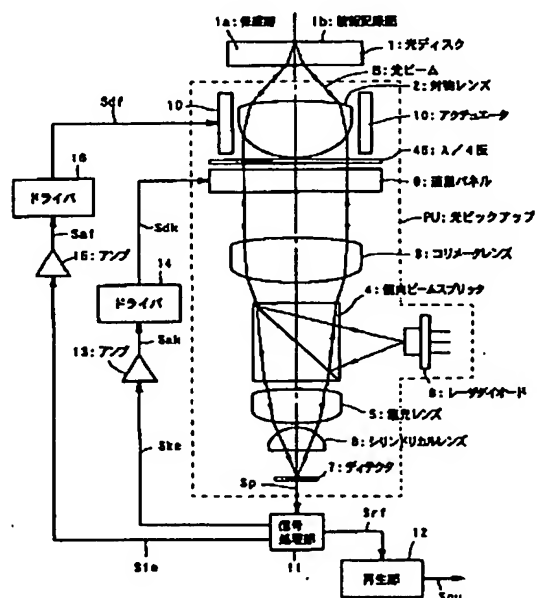 1a:保護層
1b:情報記録面
1:光ディスク
B:光ビーム
2:対物レンズ
10
10:アクチュエータ
Sdf
45:λ/4板
9:液晶パネル
16
ドライバ
Sdk
PU:光ピックアップ
Saf
15:アンプ
3:コリメータレンズ
14
ドライバ
4:偏向ビームスプリッタ
Sak
13:アンプ
8:レーザダイオード
5:集光レンズ
6:シリンドリカルレンズ
Ske
7:ディテクタ
Sp
信号
処理部
11
Srf
12
再生部
Sfe